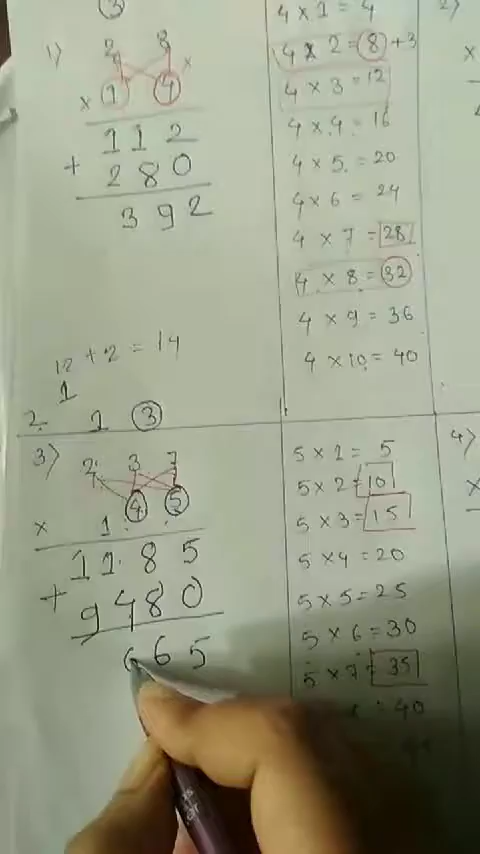 3
1)
2 8
× 1 4 ×
1 1 2
+ 2 8 0
3 9 2
12 + 2 = 14
1
2 1 3
4 × 1 = 4
4 × 2 = 8 + 3
4 × 3 = 12
4 × 4 = 16
4 × 5 = 20
4 × 6 = 24
4 × 7 = 28
4 × 8 = 32
4 × 9 = 36
4 × 10 = 40
2)
×
3)
2 3 7
× 1 4 5
1 1 8 5
+ 9 4 8 0
6 6 5
5 × 1 = 5
5 × 2 = 10
5 × 3 = 15
5 × 4 = 20
5 × 5 = 25
5 × 6 = 30
5 × 7 = 35
= 40
4)
×